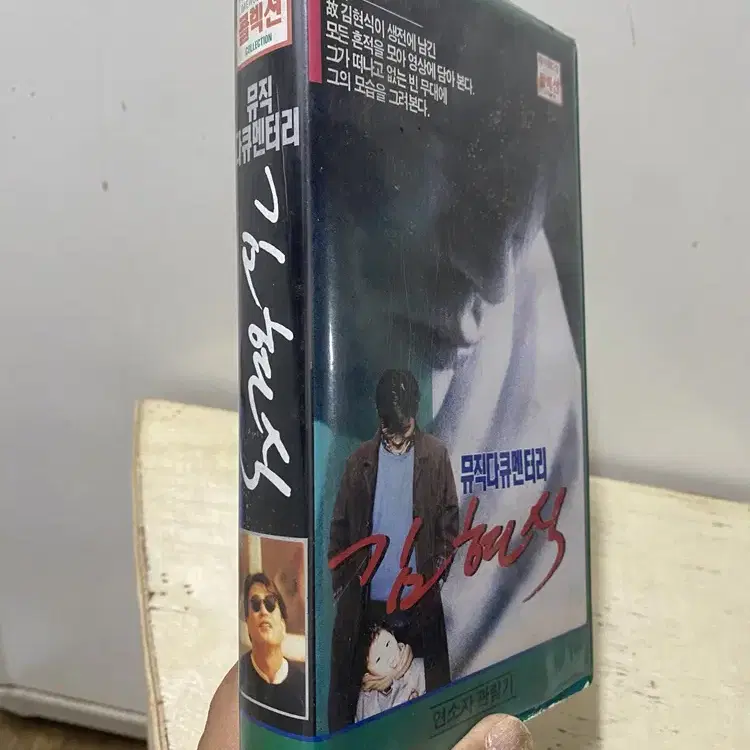 콜렉션
COLLECTION
뮤직
다큐멘터리
김현식
故 김현식이 생전에 남긴
모든 흔적을 모아 영상에 담아 본다.
그가 떠나고 없는 빈 무대에
그의 모습을 그려본다.
콜렉션
뮤직다큐멘터리
김현식
연소자 관람가